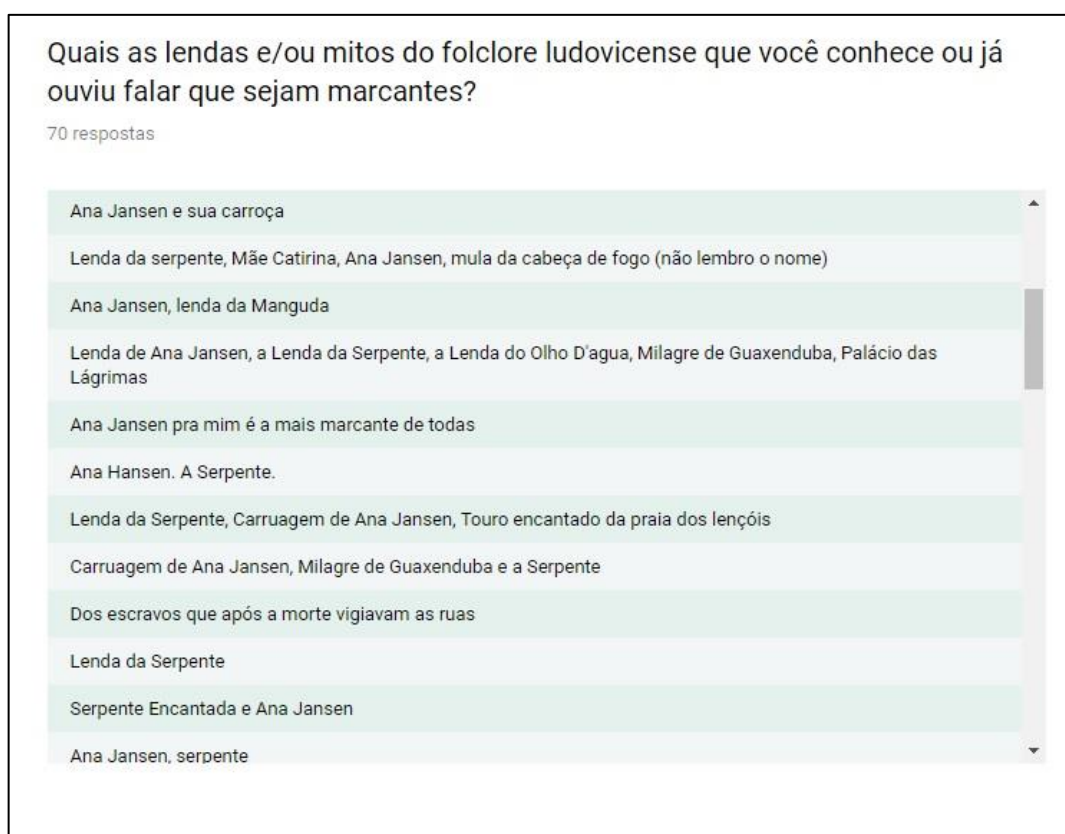 Quais as lendas e/ou mitos do folclore ludovicense que você conhece ou já
ouviu falar que sejam marcantes?
70 respostas
Ana Jansen e sua carroça
Lenda da serpente, Mãe Catirina, Ana Jansen, mula da cabeça de fogo (não lembro o nome)
Ana Jansen, lenda da Manguda
Lenda de Ana Jansen, a Lenda da Serpente, a Lenda do Olho D'agua, Milagre de Guaxenduba, Palácio das
Lágrimas
Ana Jansen pra mim é a mais marcante de todas
Ana Hansen. A Serpente.
Lenda da Serpente, Carruagem de Ana Jansen, Touro encantado da praia dos lençóis
Carruagem de Ana Jansen, Milagre de Guaxenduba e a Serpente
Dos escravos que após a morte vigiavam as ruas
Lenda da Serpente
Serpente Encantada e Ana Jansen
Ana Jansen, serpente